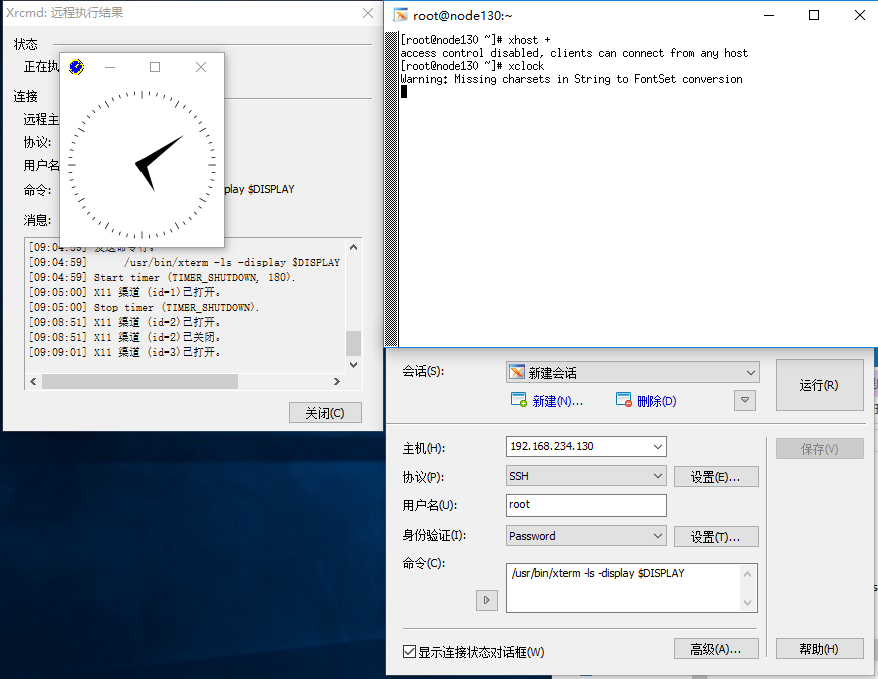 Xrcmd: 远程执行结果
状态
正在执
连接
远程主
协议:
用户名
命令:
play $DISPLAY
消息:
[09:04:59] 发送命令行。
[09:04:59] /usr/bin/xterm -ls -display $DISPLAY
[09:04:59] Start timer (TIMER_SHUTDOWN, 180).
[09:05:00] X11 渠道 (id=1)已打开。
[09:05:00] Stop timer (TIMER_SHUTDOWN).
[09:08:51] X11 渠道 (id=2)已打开。
[09:08:51] X11 渠道 (id=2)已关闭。
[09:09:01] X11 渠道 (id=3)已打开。
关闭(C)
root@node130:~
[root@node130 ~]# xhost +
access control disabled, clients can connect from any host
[root@node130 ~]# xclock
Warning: Missing charsets in String to FontSet conversion
会话(S):
新建会话
运行(R)
新建(N)...
删除(D)
主机(H):
192.168.234.130
保存(V)
协议(P):
SSH
设置(E)...
用户名(U):
root
身份验证(I):
Password
设置(T)...
命令(C):
/usr/bin/xterm -ls -display $DISPLAY
显示连接状态对话框(W)
高级(A)...
帮助(H)